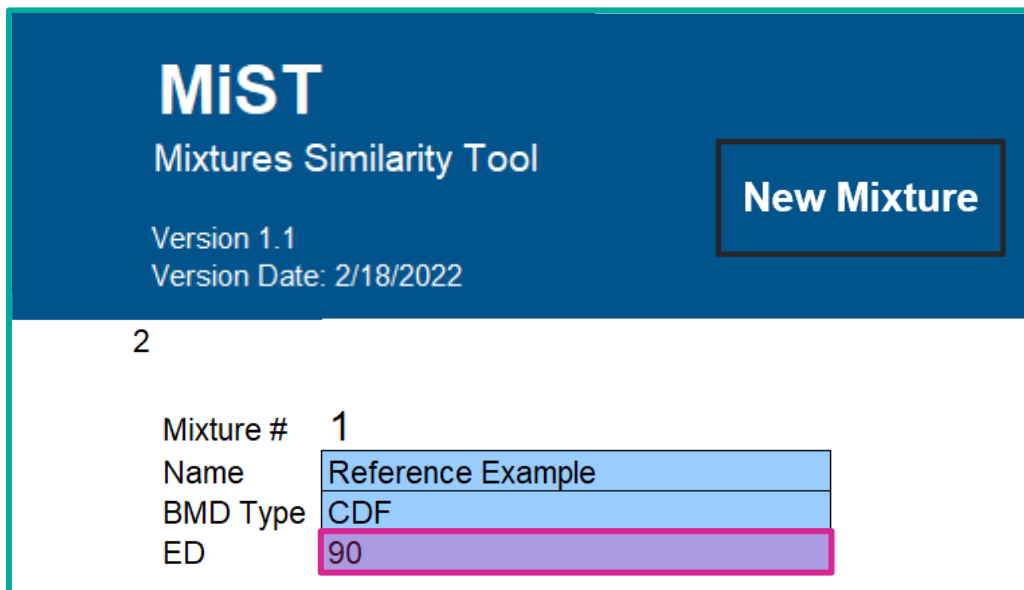 MiST
Mixtures Similarity Tool
New Mixture
Version 1.1
Version Date: 2/18/2022
2
Mixture # 1
Name Reference Example
BMD Type CDF
ED 90